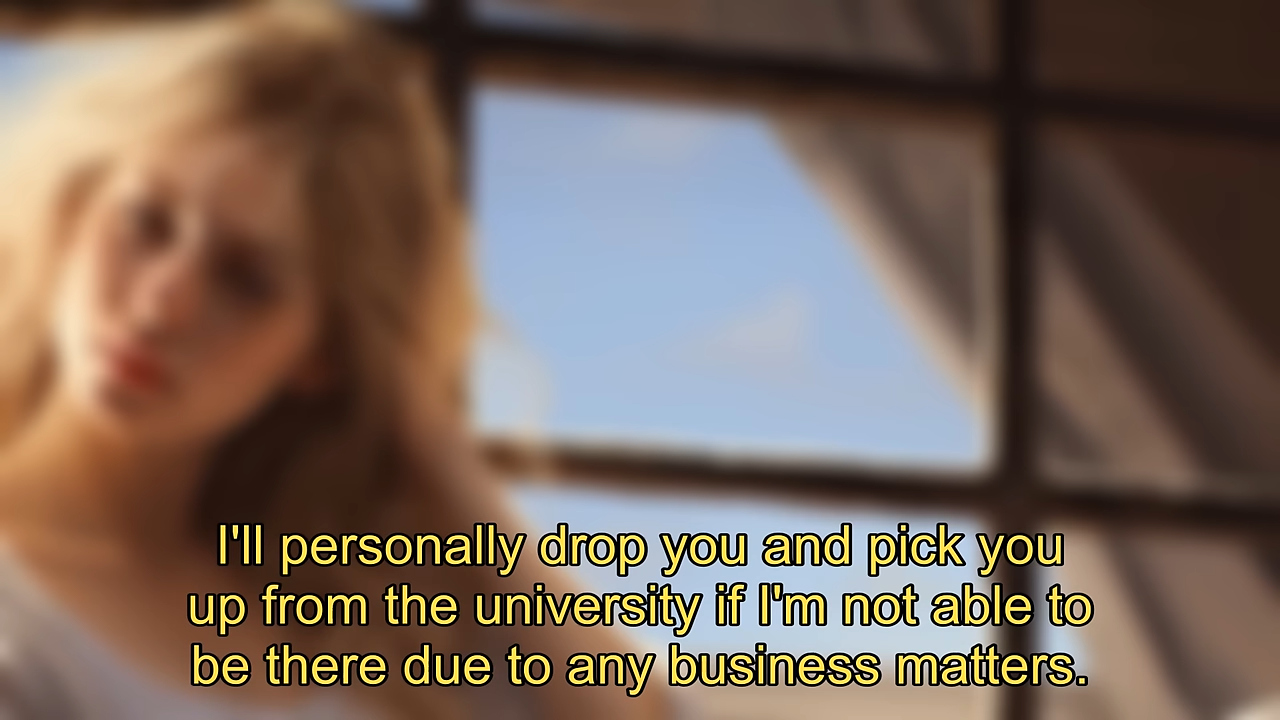 I'll personally drop you and pick you
up from the university if I'm not able to
be there due to any business matters.